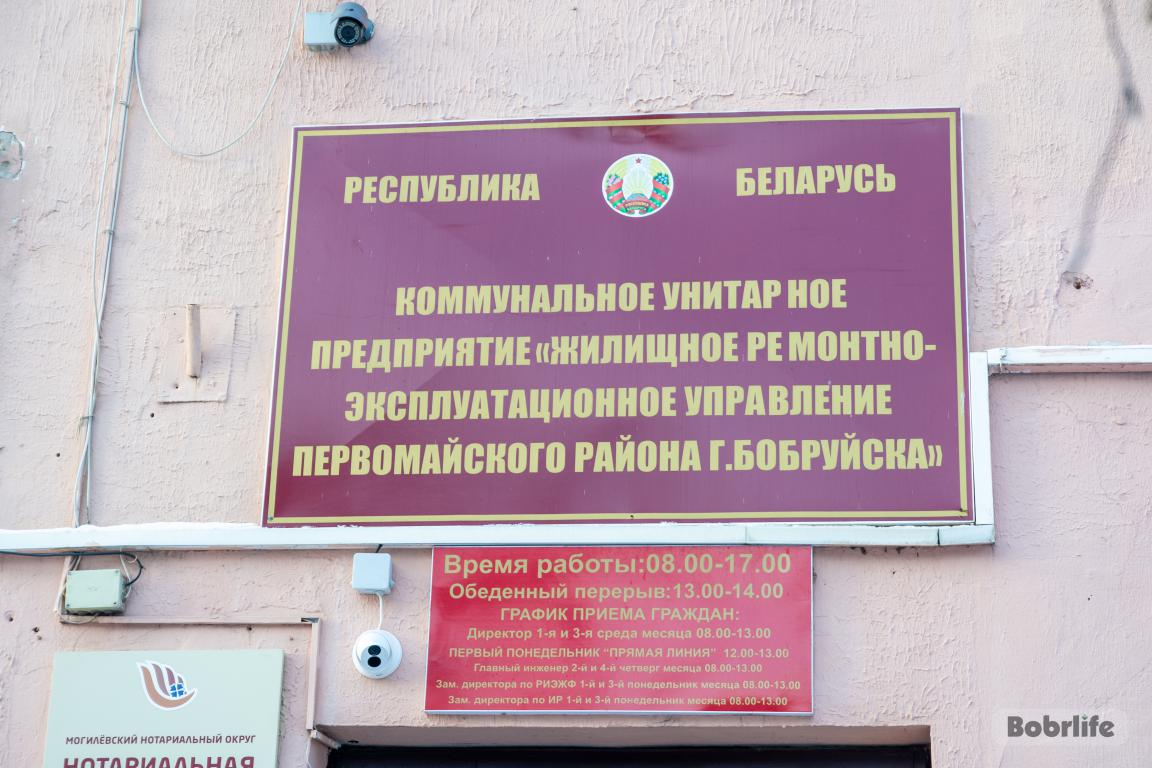 РЕСПУБЛИКА БЕЛАРУСЬ
КОММУНАЛЬНОЕ УНИТАРНОЕ
ПРЕДПРИЯТИЕ «ЖИЛИЩНОЕ РЕМОНТНО-
ЭКСПЛУАТАЦИОННОЕ УПРАВЛЕНИЕ
ПЕРВОМАЙСКОГО РАЙОНА Г.БОБРУЙСКА»
Время работы:08.00-17.00
Обеденный перерыв:13.00-14.00
ГРАФИК ПРИЕМА ГРАЖДАН:
Директор 1-я и 3-я среда месяца 08.00-13.00
ПЕРВЫЙ ПОНЕДЕЛЬНИК “ПРЯМАЯ ЛИНИЯ” 12.00-13.00
Главный инженер 2-й и 4-й четверг месяца 08.00-13.00
Зам. директора по РИЭЖФ 1-й и 3-й понедельник месяца 08.00-13.00
Зам. директора по ИР 1-й и 3-й понедельник месяца 08.00-13.00
МОГИЛЁВСКИЙ НОТАРИАЛЬНЫЙ ОКРУГ
НОТАРИАЛЬНАЯ
Bobrlife